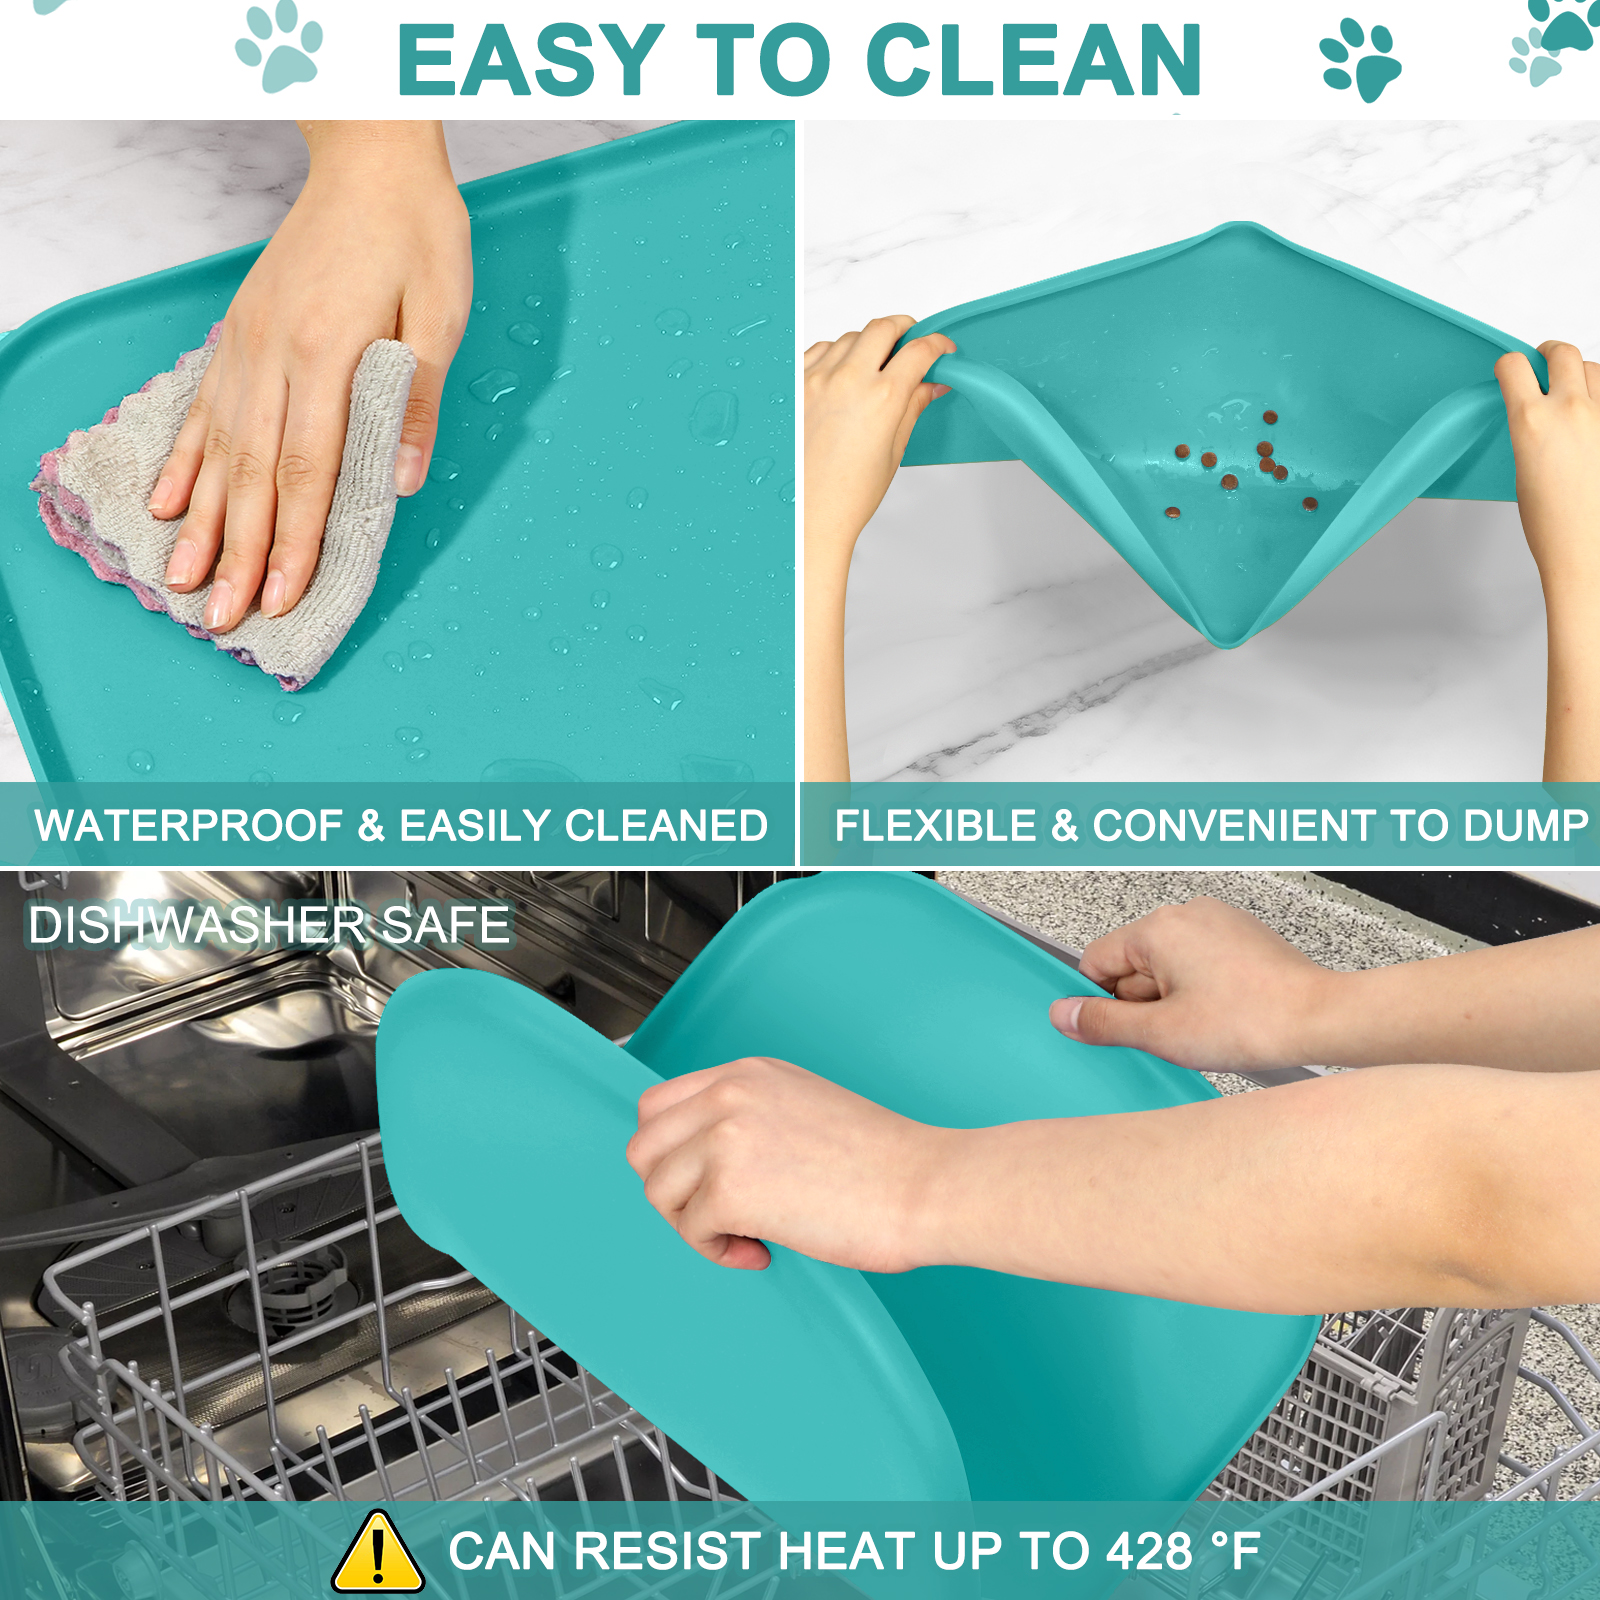 EASY TO CLEAN
WATERPROOF & EASILY CLEANED
FLEXIBLE & CONVENIENT TO DUMP
DISHWASHER SAFE
CAN RESIST HEAT UP TO 428 °F